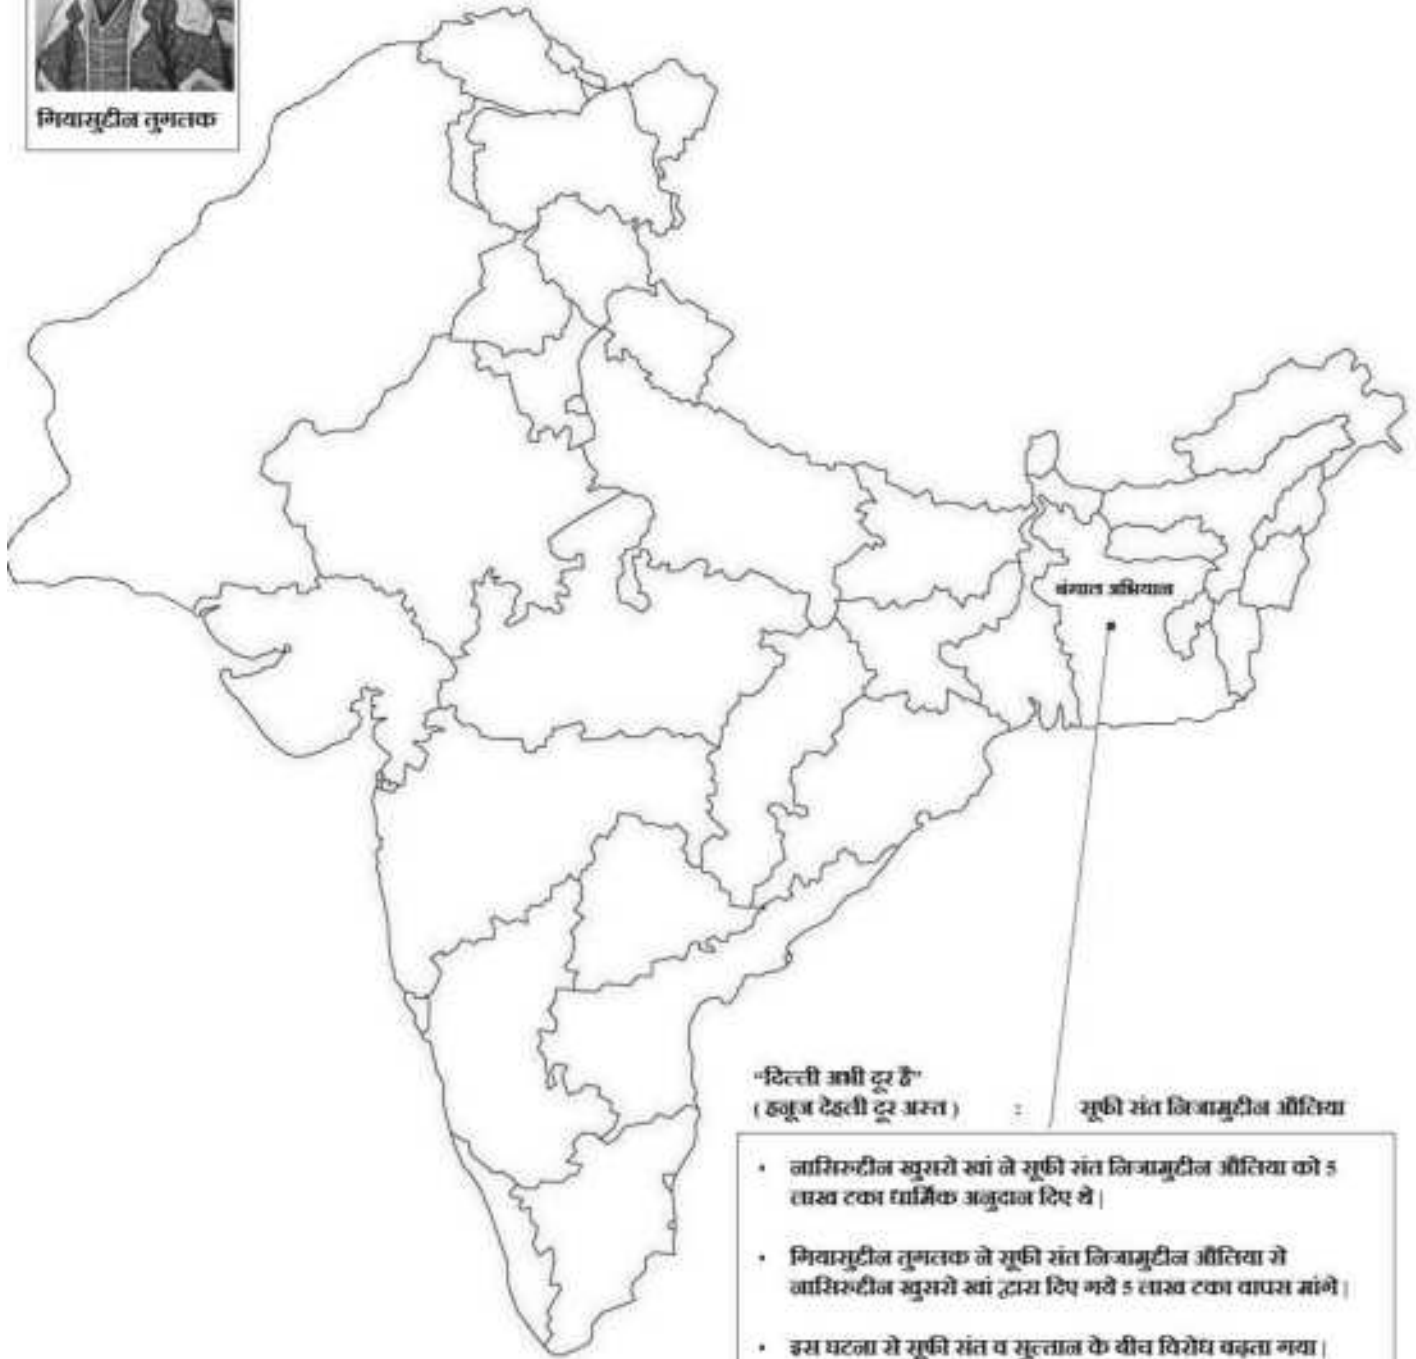 गियासुद्दीन तुगलक
बंगाल अभियान
“दिल्ली अभी दूर है”
( हनूज देहली दूर अस्त ) : सूफी संत निजामुद्दीन औलिया
• नासिरुद्दीन खुसरो खां ने सूफी संत निजामुद्दीन औलिया को 5
लाख टका धार्मिक अनुदान दिए थे |
• गियासुद्दीन तुगलक ने सूफी संत निजामुद्दीन औलिया से
नासिरुद्दीन खुसरो खां द्वारा दिए गये 5 लाख टका वापस मांगे |
• इस घटना से सूफी संत व सुल्तान के बीच विरोध बढ़ता गया |